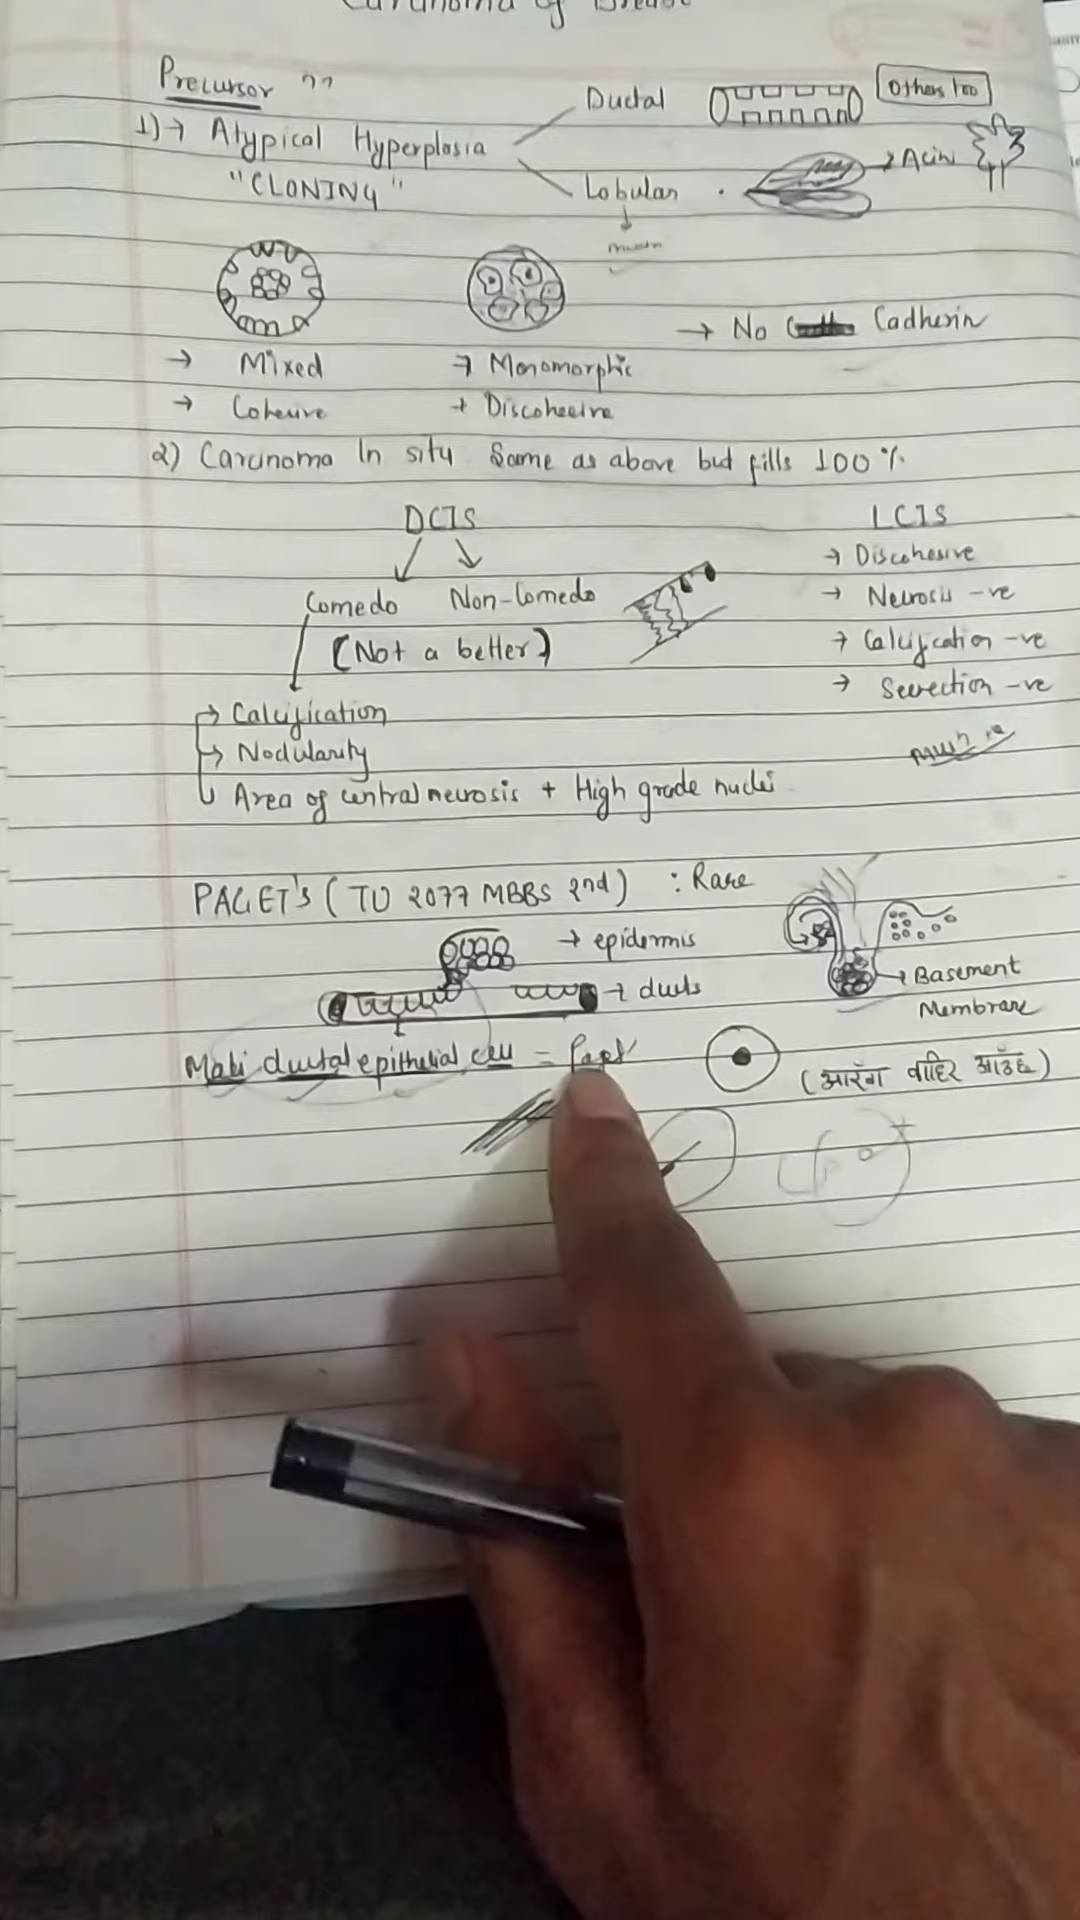 Carcinoma of Breast
Precursor ??
Others too
Ductal
1) → Atypical Hyperplasia
"CLONING"
Lobular
→ Acini
→ No Cadherin
→ Mixed
→ Monomorphic
→ Cohesive
→ Discohesive
2) Carcinoma In situ Same as above but fills 100%
DCIS
LCIS
→ Discohesive
Comedo Non-Comedo
→ Necrosis -ve
(Not a better)
→ Calcification -ve
→ Secretion -ve
→ Calcification
→ Nodularity
Area of central necrosis + High grade nuclei
PAGET's (TU 2077 MBBS 2nd) : Rare
→ epidermis
→ Basement
Membrane
→ ducts
Mali ductal epithelial cell =